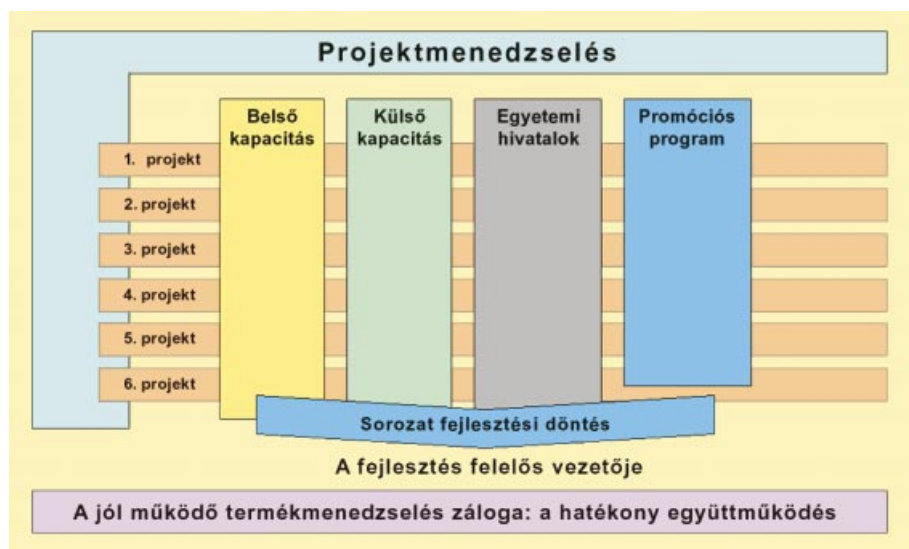 Projektmenedzselés
Belső
kapacitás
Külső
kapacitás
Egyetemi
hivatalok
Promóciós
program
1. projekt
2. projekt
3. projekt
4. projekt
5. projekt
6. projekt
Sorozat fejlesztési döntés
A fejlesztés felelős vezetője
A jól működő termékmenedzselés záloga: a hatékony együttműködés